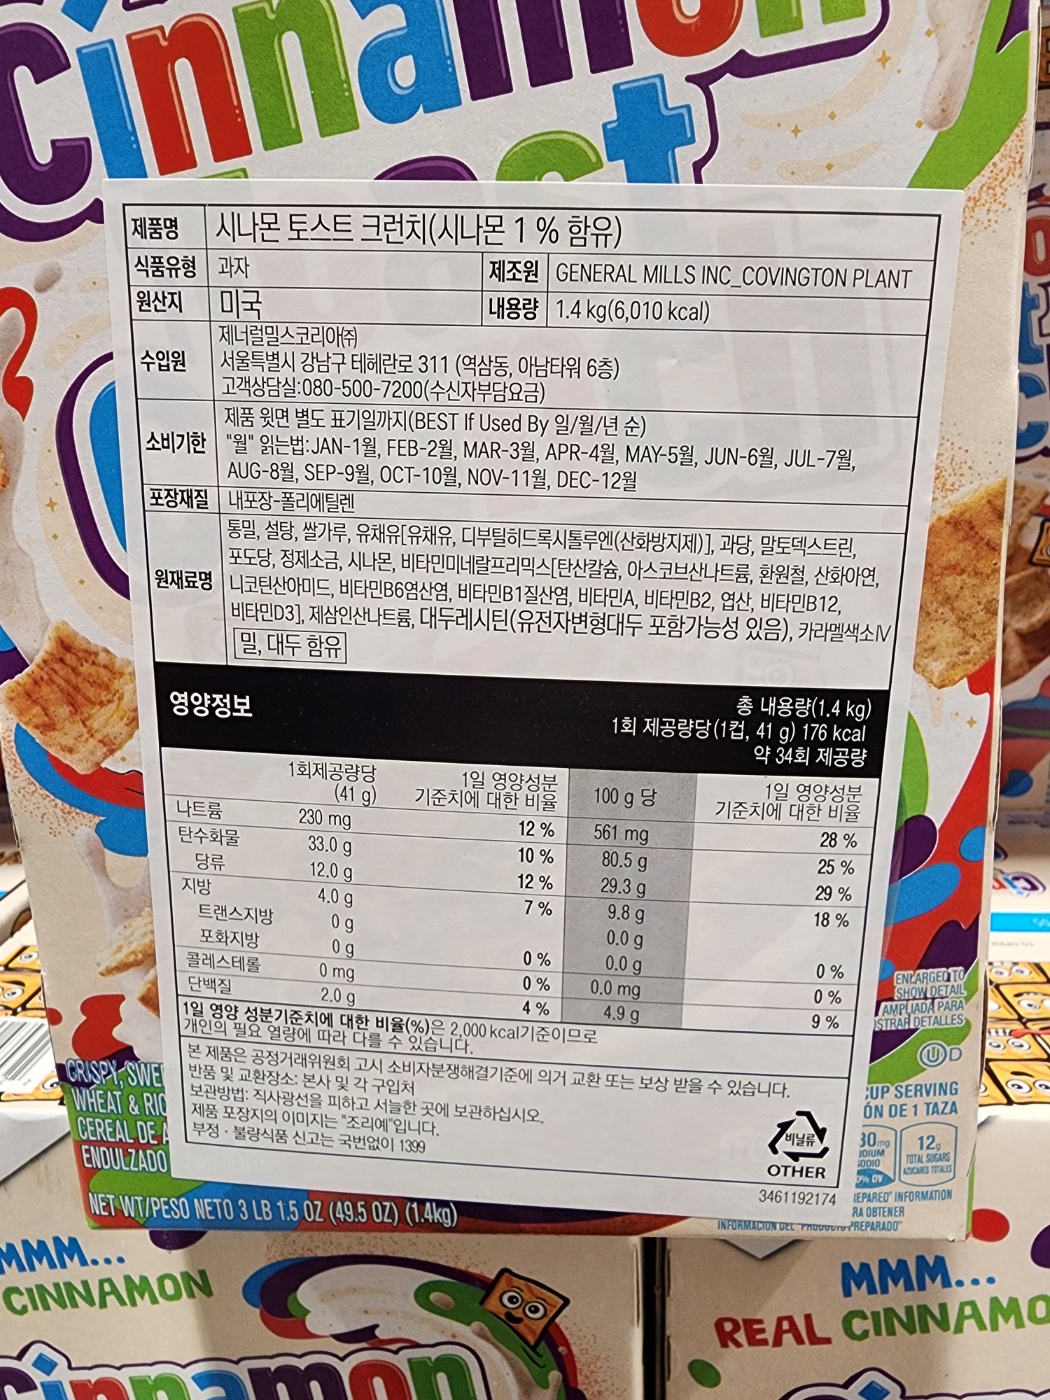 Cinnamon
제품명 시나몬 토스트 크런치(시나몬 1 % 함유)
식품유형 과자 제조원 GENERAL MILLS INC_COVINGTON PLANT
원산지 미국 내용량 1.4 kg(6,010 kcal)
수입원 제너럴밀스코리아㈜
서울특별시 강남구 테헤란로 311 (역삼동, 아남타워 6층)
고객상담실:080-500-7200(수신자부담요금)
소비기한 제품 윗면 별도 표기일까지(BEST If Used By 일/월/년 순)
"월" 읽는법:JAN-1월, FEB-2월, MAR-3월, APR-4월, MAY-5월, JUN-6월, JUL-7월,
AUG-8월, SEP-9월, OCT-10월, NOV-11월, DEC-12월
포장재질 내포장-폴리에틸렌
원재료명 통밀, 설탕, 쌀가루, 유채유[유채유, 디부틸히드록시톨루엔(산화방지제)], 과당, 말토덱스트린,
포도당, 정제소금, 시나몬, 비타민미네랄프리믹스[탄산칼슘, 아스코브산나트륨, 환원철, 산화아연,
니코틴산아미드, 비타민B6염산염, 비타민B1질산염, 비타민A, 비타민B2, 엽산, 비타민B12,
비타민D3], 제삼인산나트륨, 대두레시틴(유전자변형대두 포함가능성 있음), 카라멜색소Ⅳ
밀, 대두 함유
영양정보 총 내용량(1.4 kg)
1회 제공량당(1컵, 41 g) 176 kcal
약 34회 제공량
1회제공량당 (41 g) 1일 영양성분 기준치에 대한 비율 100 g 당 1일 영양성분 기준치에 대한 비율
나트륨 230 mg 12 % 561 mg 28 %
탄수화물 33.0 g 10 % 80.5 g 25 %
당류 12.0 g 12 % 29.3 g 29 %
지방 4.0 g 7 % 9.8 g 18 %
트랜스지방 0 g 0.0 g
포화지방 0 g 0 % 0.0 g 0 %
콜레스테롤 0 mg 0 % 0.0 mg 0 %
단백질 2.0 g 4 % 4.9 g 9 %
1일 영양 성분기준치에 대한 비율(%)은 2,000 kcal기준이므로
개인의 필요 열량에 따라 다를 수 있습니다.
본 제품은 공정거래위원회 고시 소비자분쟁해결기준에 의거 교환 또는 보상 받을 수 있습니다.
반품 및 교환장소: 본사 및 각 구입처
보관방법: 직사광선을 피하고 서늘한 곳에 보관하십시오.
제품 포장지의 이미지는 "조리예"입니다.
부정 · 불량식품 신고는 국번없이 1399
비닐류
OTHER
3461192174
ENLARGED TO
SHOW DETAIL
AMPLIADA PARA
DETALLES
UD
CUP SERVING
DE 1 TAZA
12g
TOTAL SUGARS
AZÚCARES TOTALES
INFORMATION
RA OBTENER
INFORMACIÓN DEL "PRODUCTO PREPARADO"
CRISPY, SWE
WHEAT & RIC
CEREAL DE A
ENDULZADO
NET WT/PESO NETO 3 LB 1.5 OZ (49.5 OZ) (1.4kg)
MMM...
CINNAMON
Cinnamon
MMM...
REAL CINNAMO